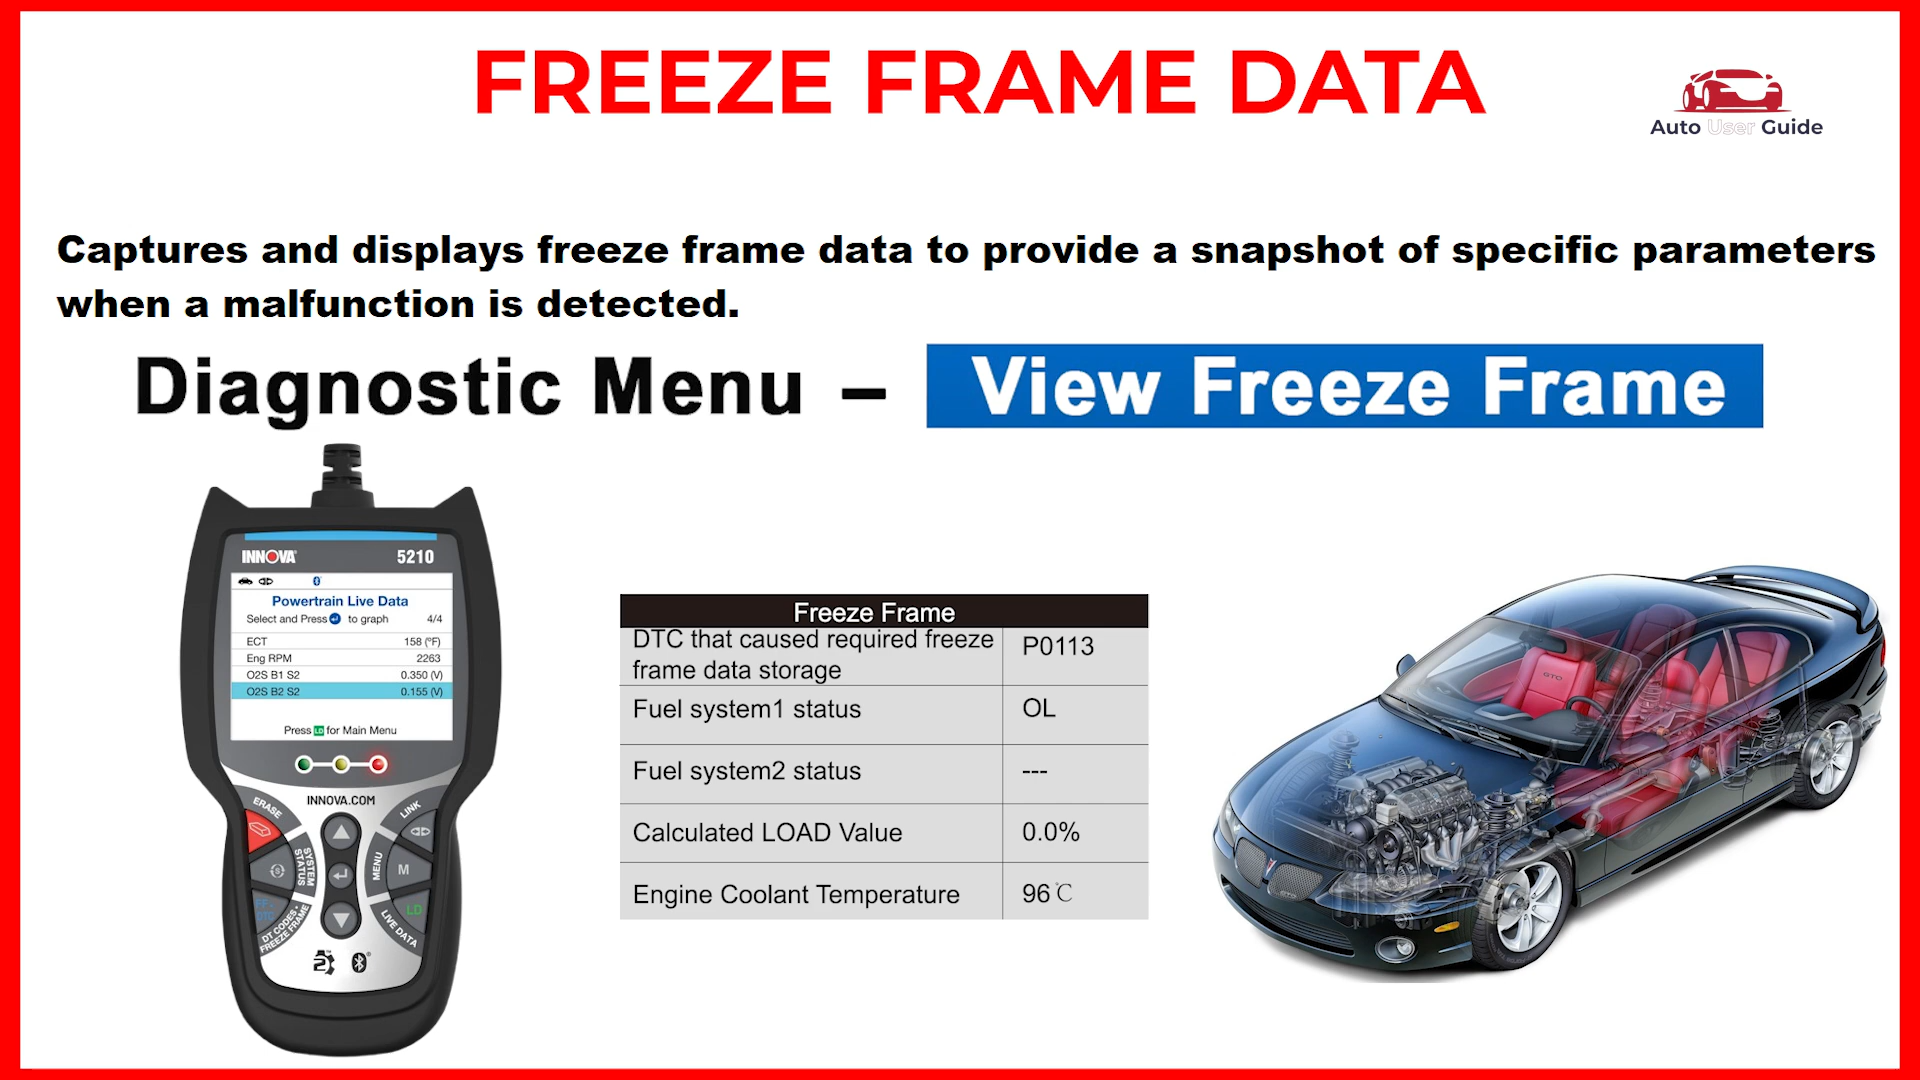 FREEZE FRAME DATA
Auto User Guide
Captures and displays freeze frame data to provide a snapshot of specific parameters
when a malfunction is detected.
Diagnostic Menu – View Freeze Frame
INNOVA 5210
Powertrain Live Data
Select and Press to graph 4/4
ECT 158 (ºF)
Eng RPM 2263
O2S B1 S2 0.350 (V)
O2S B2 S2 0.155 (V)
Press LD for Main Menu
INNOVA.COM
ERASE
LINK
SYSTEM STATUS
MENU
M
FF-
DTC
DT CODES •
FREEZE FRAME
LD
LIVE DATA
2
Freeze Frame
DTC that caused required freeze
frame data storage P0113
Fuel system1 status OL
Fuel system2 status ---
Calculated LOAD Value 0.0%
Engine Coolant Temperature 96℃
GTO